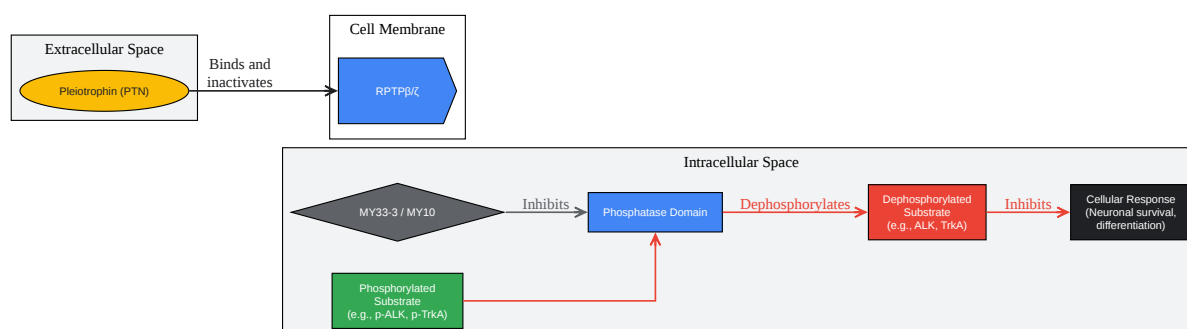 Extracellular Space
Pleiotrophin (PTN)
Binds and
inactivates
Cell Membrane
RPTPβ/ζ
Intracellular Space
MY33-3 / MY10
Inhibits
Phosphatase Domain
Dephosphorylates
Dephosphorylated
Substrate
(e.g., ALK, TrkA)
Inhibits
Cellular Response
(Neuronal survival,
differentiation)
Phosphorylated
Substrate
(e.g., p-ALK, p-TrkA)